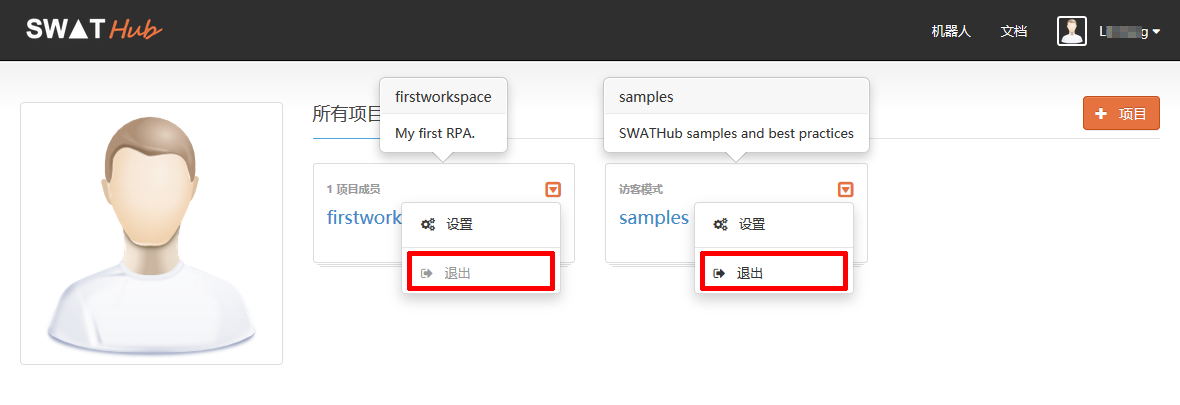 SWAT Hub
机器人
文档
所有项目
firstworkspace
My first RPA.
samples
SWATHub samples and best practices
项目
1 项目成员
firstwork
设置
退出
访客模式
samples
设置
退出